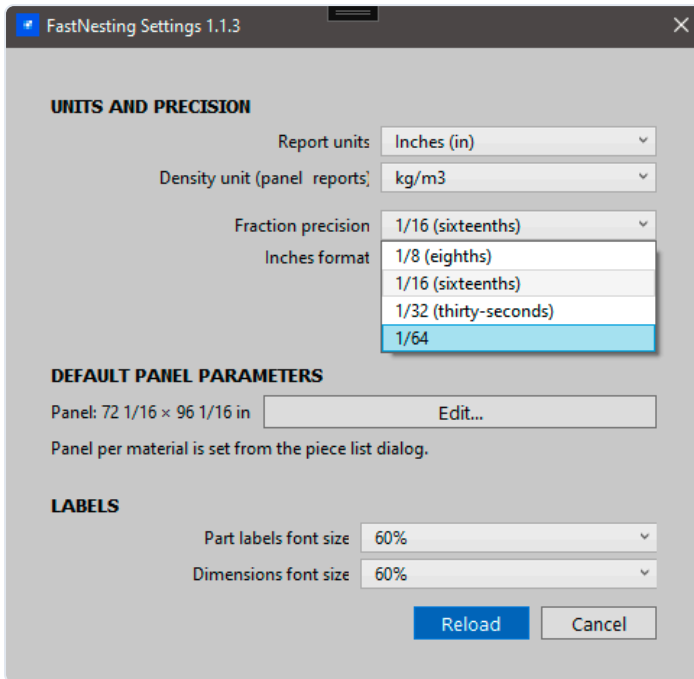 FastNesting Settings 1.1.3
UNITS AND PRECISION
Report units Inches (in)
Density unit (panel reports) kg/m3
Fraction precision 1/16 (sixteenths)
Inches format 1/8 (eighths)
1/16 (sixteenths)
1/32 (thirty-seconds)
1/64
DEFAULT PANEL PARAMETERS
Panel: 72 1/16 × 96 1/16 in Edit...
Panel per material is set from the piece list dialog.
LABELS
Part labels font size 60%
Dimensions font size 60%
Reload Cancel